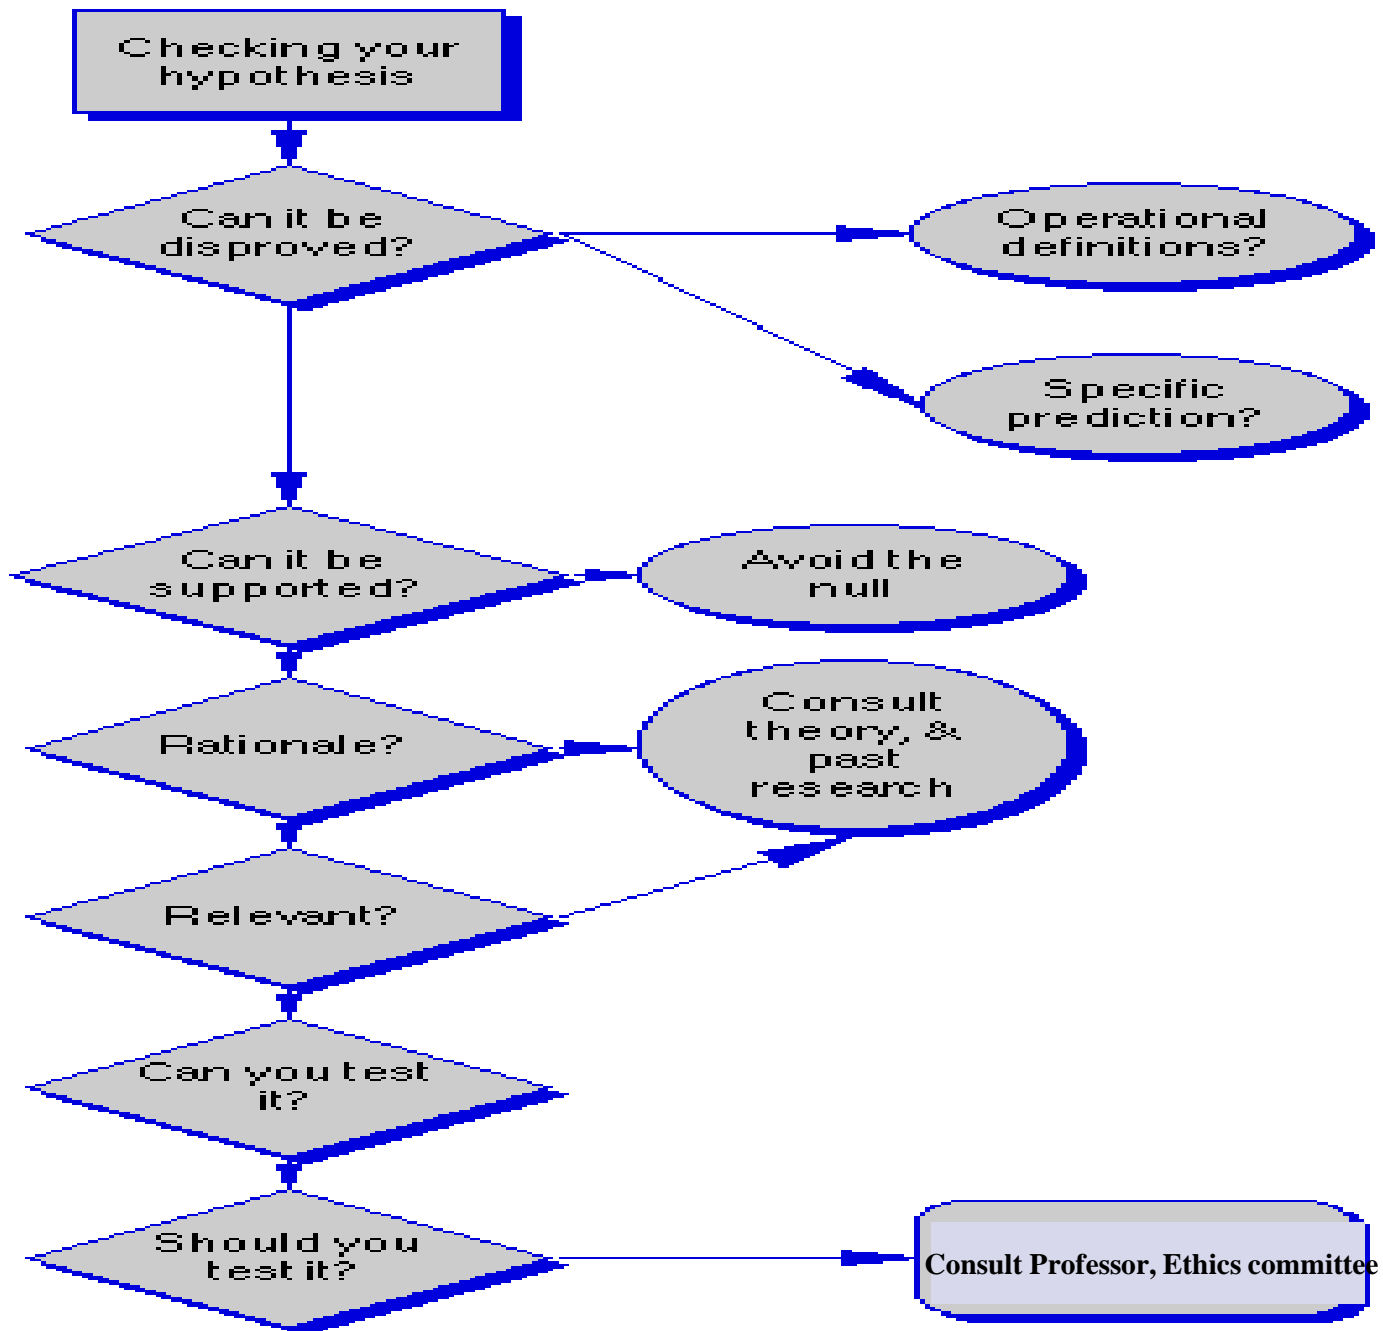 Checking your
hypothesis
Can it be
disproved?
Operational
definitions?
Specific
prediction?
Can it be
supported?
Avoid the
null
Rationale?
Consult
theory, &
past
research
Relevant?
Can you test
it?
Should you
test it?
Consult Professor, Ethics committee